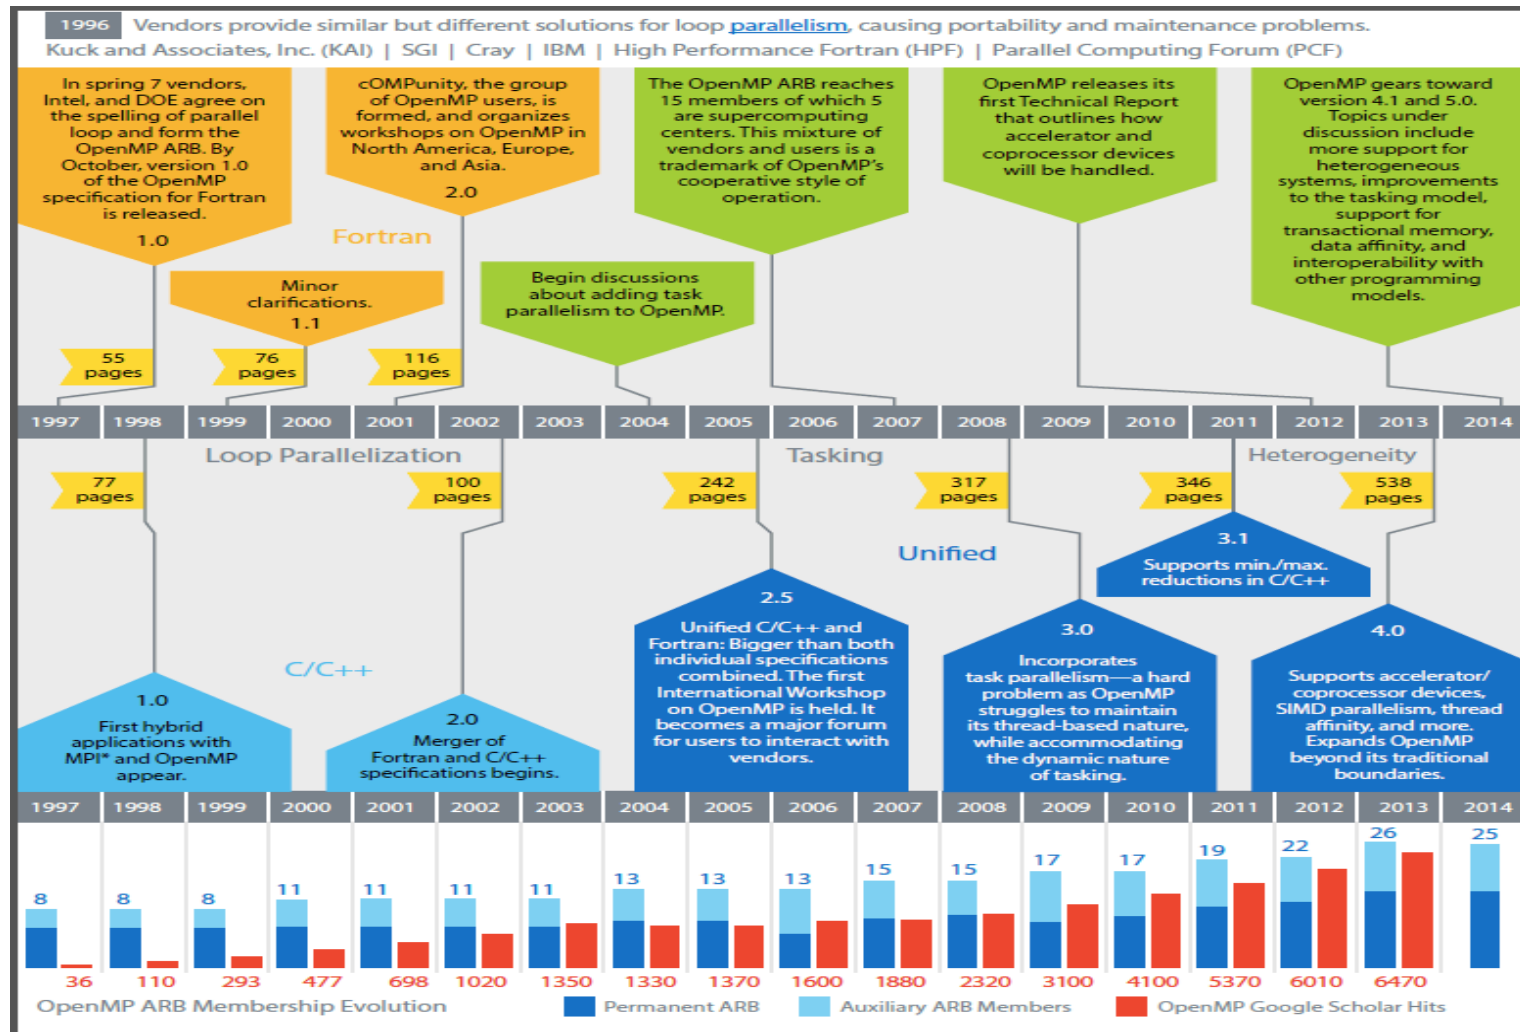 1996 Vendors provide similar but different solutions for loop parallelism, causing portability and maintenance problems.
Kuck and Associates, Inc. (KAI) | SGI | Cray | IBM | High Performance Fortran (HPF) | Parallel Computing Forum (PCF)
In spring 7 vendors,
Intel, and DOE agree on
the spelling of parallel
loop and form the
OpenMP ARB. By
October, version 1.0
of the OpenMP
specification for Fortran
is released.
1.0
cOMPunity, the group
of OpenMP users, is
formed, and organizes
workshops on OpenMP in
North America, Europe,
and Asia.
2.0
The OpenMP ARB reaches
15 members of which 5
are supercomputing
centers. This mixture of
vendors and users is a
trademark of OpenMP's
cooperative style of
operation.
OpenMP releases its
first Technical Report
that outlines how
accelerator and
coprocessor devices
will be handled.
OpenMP gears toward
version 4.1 and 5.0.
Topics under
discussion include
more support for
heterogeneous
systems, improvements
to the tasking model,
support for
transactional memory,
data affinity, and
interoperability with
other programming
models.
Fortran
Minor
clarifications.
1.1
Begin discussions
about adding task
parallelism to OpenMP.
55
pages
76
pages
116
pages
1997 1998 1999 2000 2001 2002 2003 2004 2005 2006 2007 2008 2009 2010 2011 2012 2013 2014
Loop Parallelization Tasking Heterogeneity
77
pages
100
pages
242
pages
317
pages
346
pages
538
pages
Unified
3.1
Supports min./max.
reductions in C/C++
2.5
Unified C/C++ and
Fortran: Bigger than both
individual specifications
combined. The first
International Workshop
on OpenMP is held. It
becomes a major forum
for users to interact with
vendors.
3.0
Incorporates
task parallelism—a hard
problem as OpenMP
struggles to maintain
its thread-based nature,
while accommodating
the dynamic nature
of tasking.
4.0
Supports accelerator/
coprocessor devices,
SIMD parallelism, thread
affinity, and more.
Expands OpenMP
beyond its traditional
boundaries.
C/C++
1.0
First hybrid
applications with
MPI* and OpenMP
appear.
2.0
Merger of
Fortran and C/C++
specifications begins.
1997 1998 1999 2000 2001 2002 2003 2004 2005 2006 2007 2008 2009 2010 2011 2012 2013 2014
8 8 8 11 11 11 11 13 13 13 15 15 17 17 19 22 26 25
36 110 293 477 698 1020 1350 1330 1370 1600 1880 2320 3100 4100 5370 6010 6470
OpenMP ARB Membership Evolution Permanent ARB Auxiliary ARB Members OpenMP Google Scholar Hits